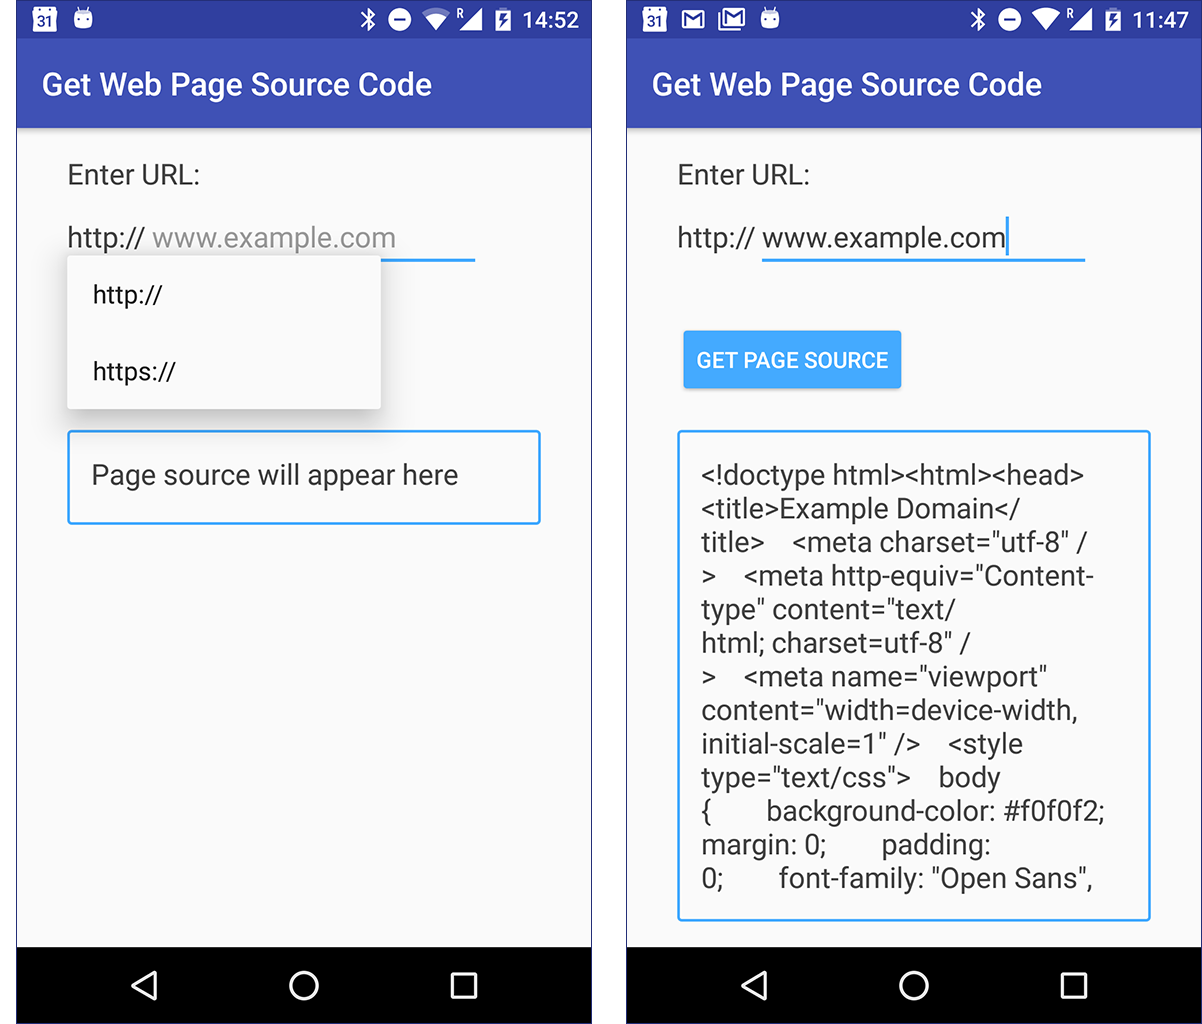 31 R 14:52
Get Web Page Source Code
Enter URL:
http:// www.example.com
http://
https://
Page source will appear here
31 R 11:47
Get Web Page Source Code
Enter URL:
http:// www.example.com
GET PAGE SOURCE
<!doctype html><html><head>
<title>Example Domain</
title>    <meta charset="utf-8" /
>    <meta http-equiv="Content-
type" content="text/
html; charset=utf-8" /
>    <meta name="viewport"
content="width=device-width,
initial-scale=1" />    <style
type="text/css">    body
{        background-color: #f0f0f2;
margin: 0;        padding:
0;        font-family: "Open Sans",